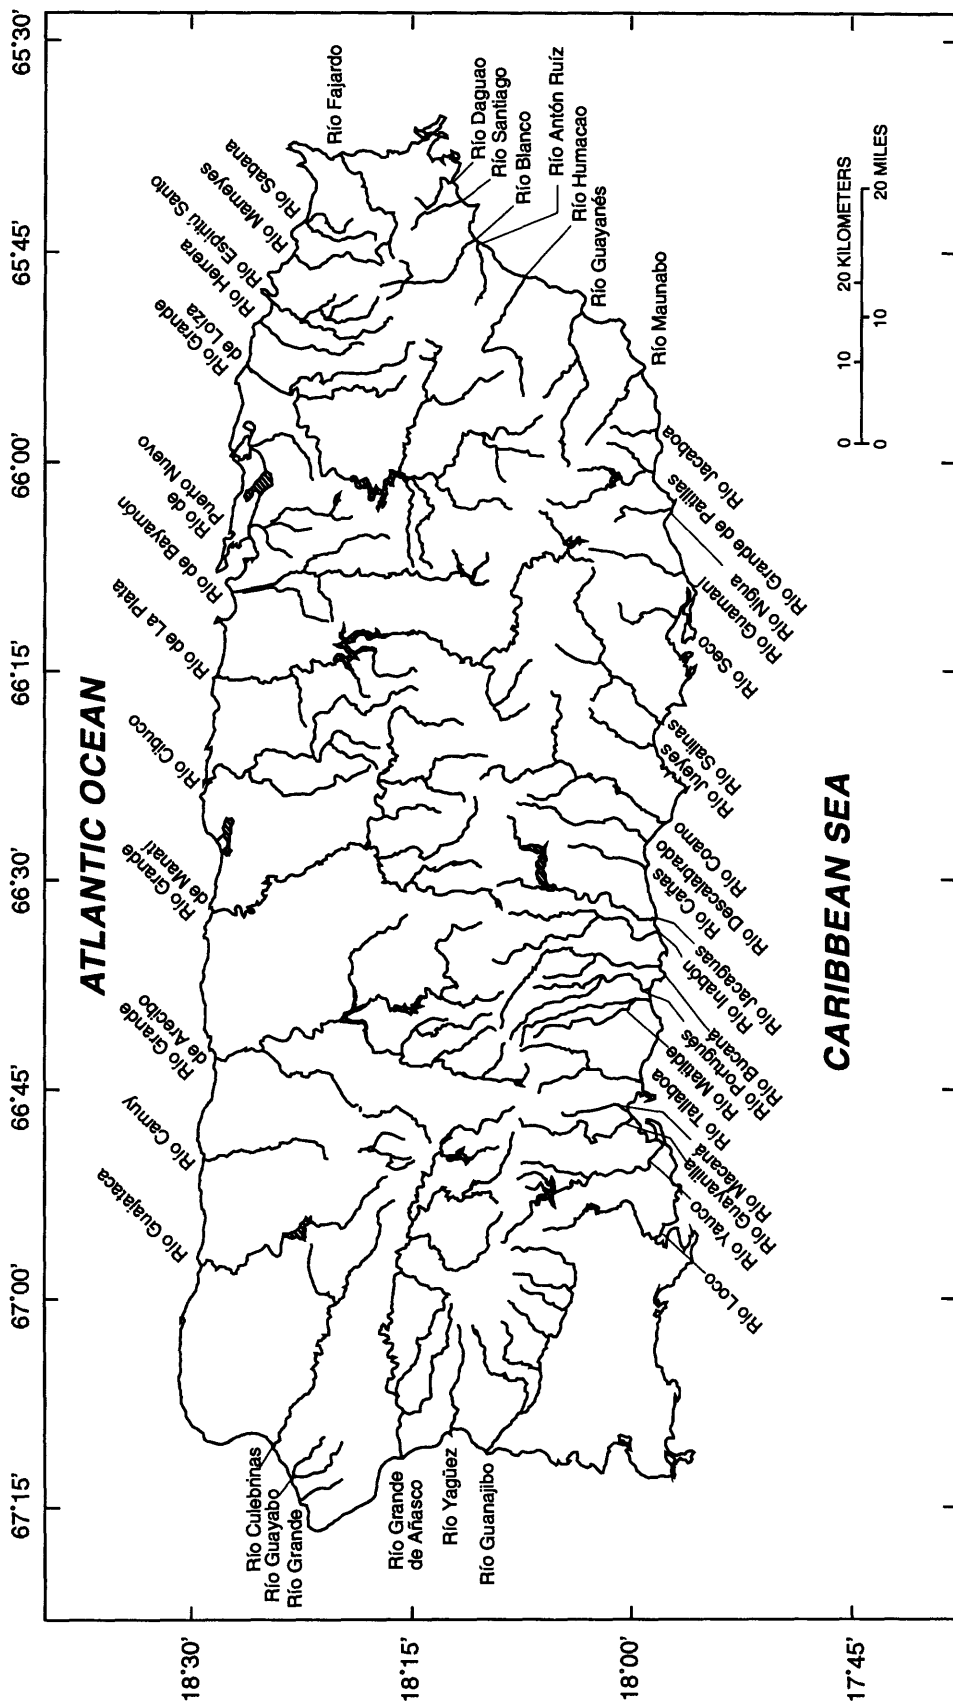 67°15'
67°00'
66°45'
66°30'
66°15'
66°00'
65°45'
65°30'
18°30'
18°15'
18°00'
17°45'
ATLANTIC OCEAN
Río Guajataca
Río Camuy
Río Grande
de Arecibo
Río Grande
de Manatí
Río Cibuco
Río de La Plata
Río de Bayamón
Río de
Puerto Nuevo
Río Grande
de Loíza
Río Herrera
Río Espiritú Santo
Río Mameyes
Río Sabana
Río Fajardo
Río Daguao
Río Santiago
Río Blanco
Río Antón Ruíz
Río Humacao
Río Guayanés
Río Maunabo
Río Culebrinas
Río Guayabo
Río Grande
Río Grande
de Añasco
Río Yagüez
Río Guanajibo
Río Loco
Río Yauco
Río Guayanilla
Río Macaná
Río Tallaboa
Río Matilde
Río Portugués
Río Bucaná
Río Inabón
Río Jacaguas
Río Cañas
Río Descalabrado
Río Coamo
Río Jueyes
Río Salinas
Río Seco
Río Guamaní
Río Nigua
Río Grande de Patillas
Río Jacaboa
CARIBBEAN SEA
0 10 20 KILOMETERS
0 10 20 MILES